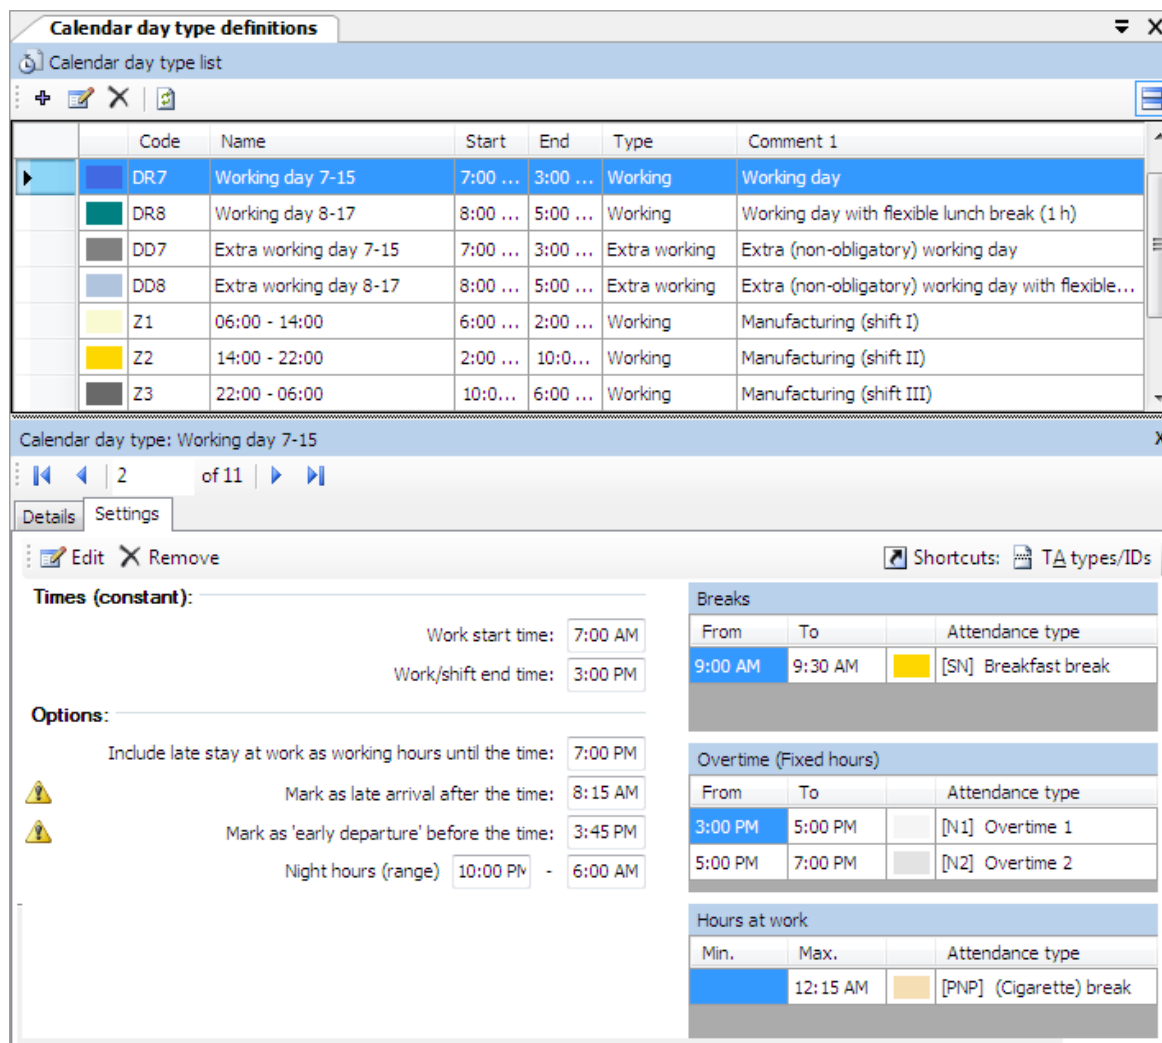 Calendar day type definitions
Calendar day type list
Code Name Start End Type Comment 1
DR7 Working day 7-15 7:00 ... 3:00 ... Working Working day
DR8 Working day 8-17 8:00 ... 5:00 ... Working Working day with flexible lunch break (1 h)
DD7 Extra working day 7-15 7:00 ... 3:00 ... Extra working Extra (non-obligatory) working day
DD8 Extra working day 8-17 8:00 ... 5:00 ... Extra working Extra (non-obligatory) working day with flexible...
Z1 06:00 - 14:00 6:00 ... 2:00 ... Working Manufacturing (shift I)
Z2 14:00 - 22:00 2:00 ... 10:0... Working Manufacturing (shift II)
Z3 22:00 - 06:00 10:0... 6:00 ... Working Manufacturing (shift III)
Calendar day type: Working day 7-15
2 of 11
Details Settings
Edit Remove Shortcuts: TA types/IDs
Times (constant):
Work start time: 7:00 AM
Work/shift end time: 3:00 PM
Options:
Include late stay at work as working hours until the time: 7:00 PM
Mark as late arrival after the time: 8:15 AM
Mark as 'early departure' before the time: 3:45 PM
Night hours (range) 10:00 PM - 6:00 AM
Breaks
From To Attendance type
9:00 AM 9:30 AM [SN] Breakfast break
Overtime (Fixed hours)
From To Attendance type
3:00 PM 5:00 PM [N1] Overtime 1
5:00 PM 7:00 PM [N2] Overtime 2
Hours at work
Min. Max. Attendance type
12:15 AM [PNP] (Cigarette) break